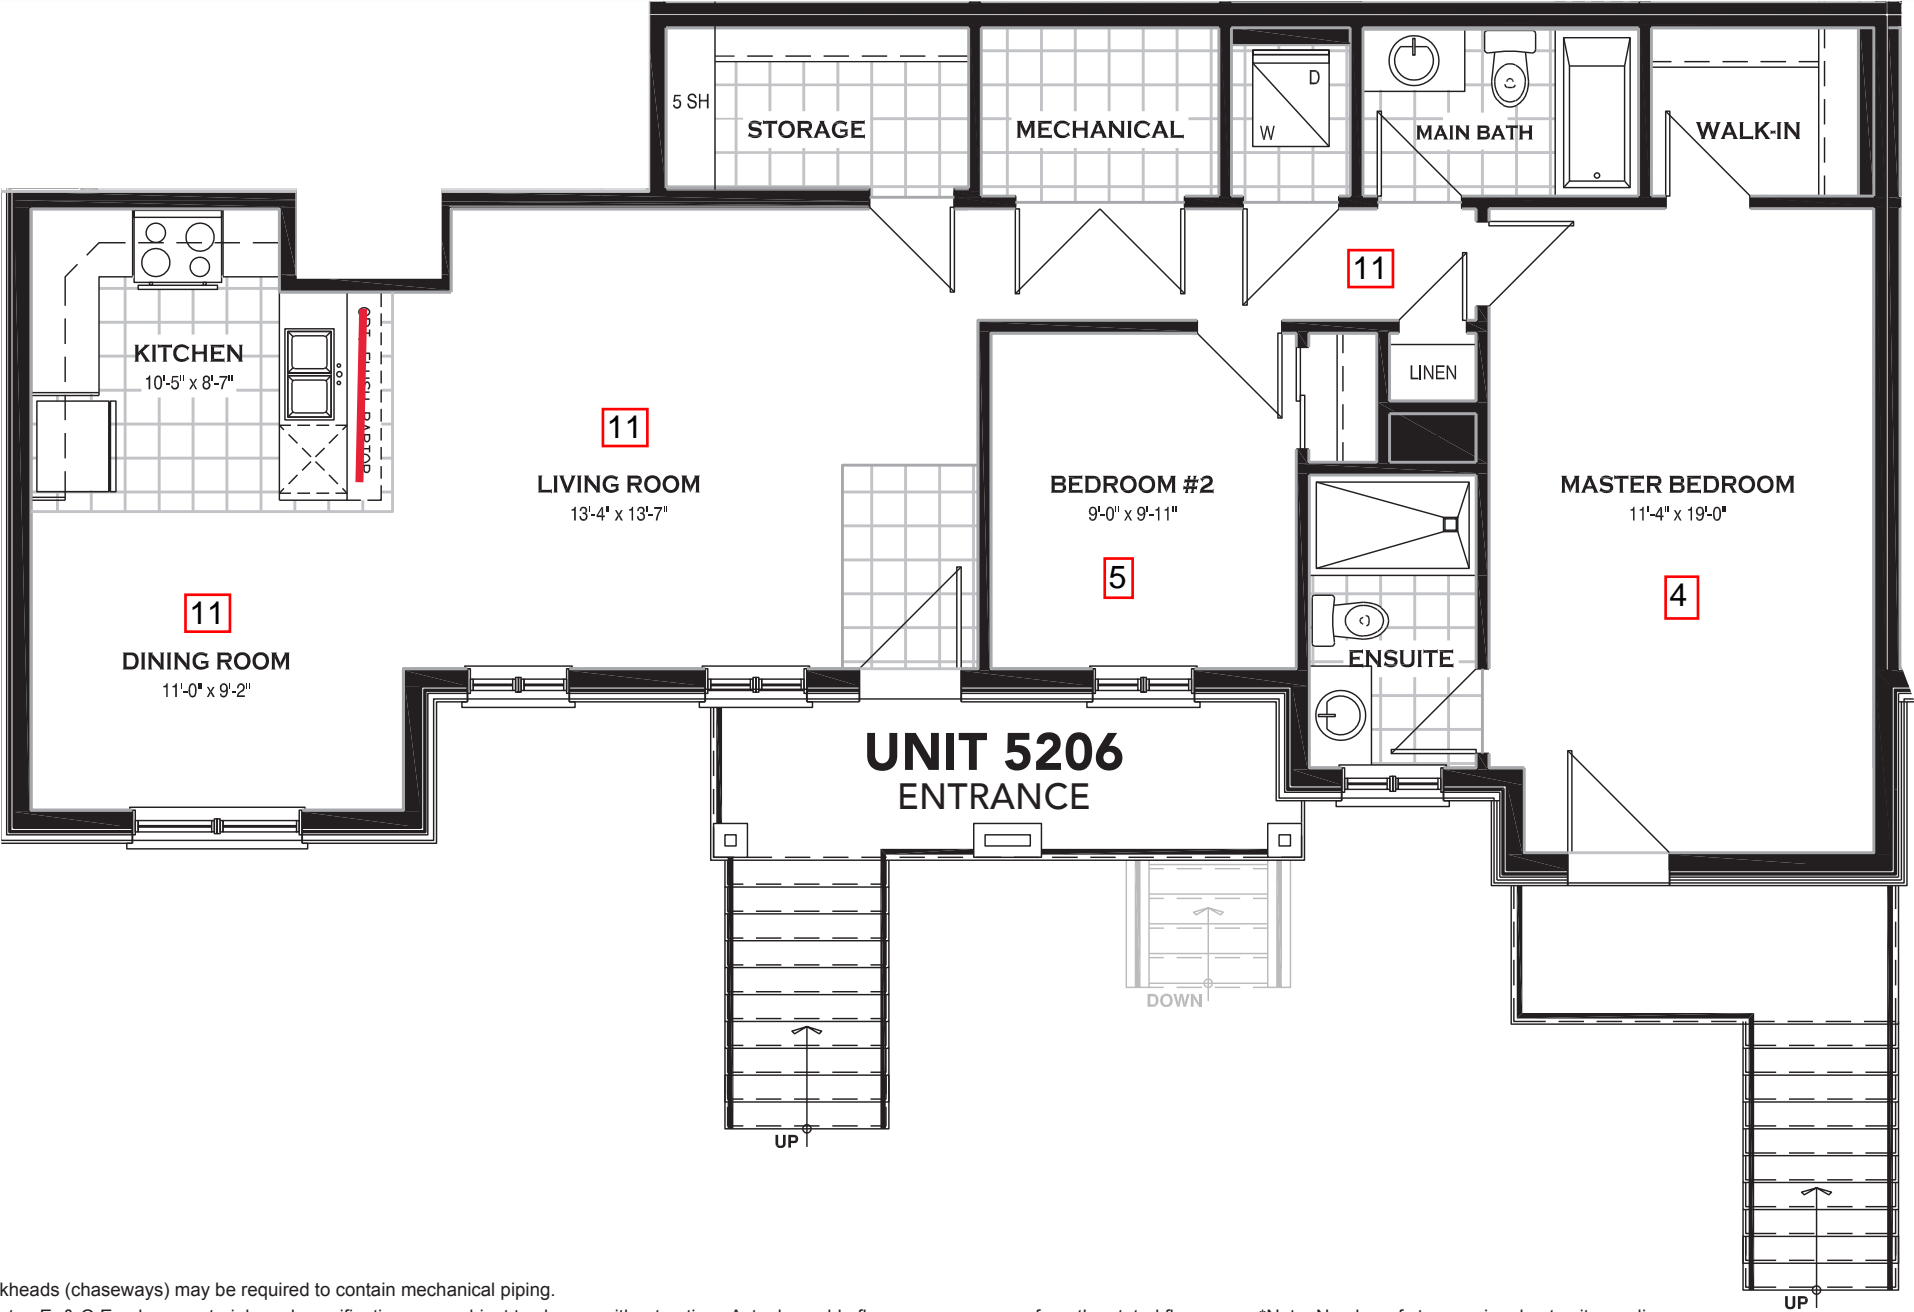 5 SH
STORAGE
MECHANICAL
D
W
MAIN BATH
WALK-IN
11
KITCHEN
10'-5" x 8'-7"
LINEN
11
LIVING ROOM
13'-4" x 13'-7"
BEDROOM #2
9'-0" x 9'-11"
MASTER BEDROOM
11'-4" x 19'-0"
5
4
11
DINING ROOM
11'-0" x 9'-2"
ENSUITE
UNIT 5206
ENTRANCE
DOWN
UP
UP
kheads (chaseways) may be required to contain mechanical piping.